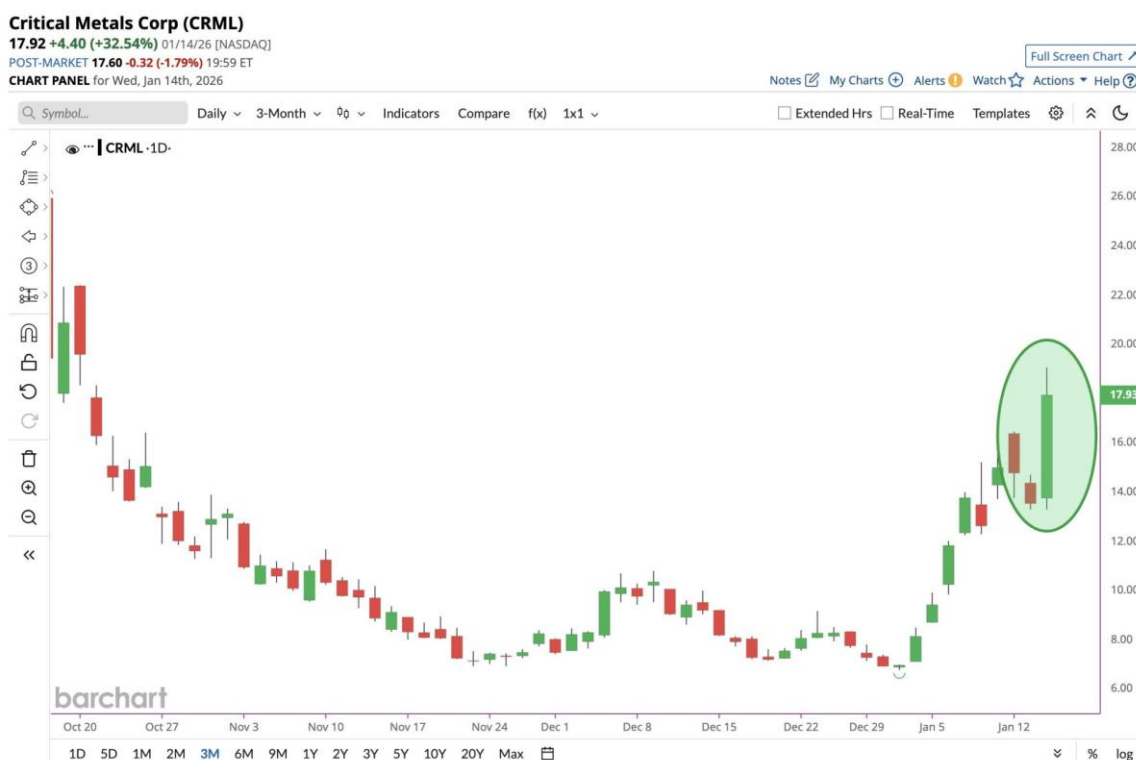 Critical Metals Corp (CRML)
17.92 +4.40 (+32.54%) 01/14/26 [NASDAQ]
POST-MARKET 17.60 -0.32 (-1.79%) 19:59 ET
Full Screen Chart
CHART PANEL for Wed, Jan 14th, 2026
Notes My Charts Alerts Watch Actions Help
Symbol... Daily 3-Month Indicators Compare f(x) 1x1 Extended Hrs Real-Time Templates
CRML ·1D·
28.00
26.00
24.00
3
22.00
20.00
17.93
16.00
14.00
12.00
10.00
8.00
6.00
barchart
Oct 20 Oct 27 Nov 3 Nov 10 Nov 17 Nov 24 Dec 1 Dec 8 Dec 15 Dec 22 Dec 29 Jan 5 Jan 12
1D 5D 1M 2M 3M 6M 9M 1Y 2Y 3Y 5Y 10Y 20Y Max % log